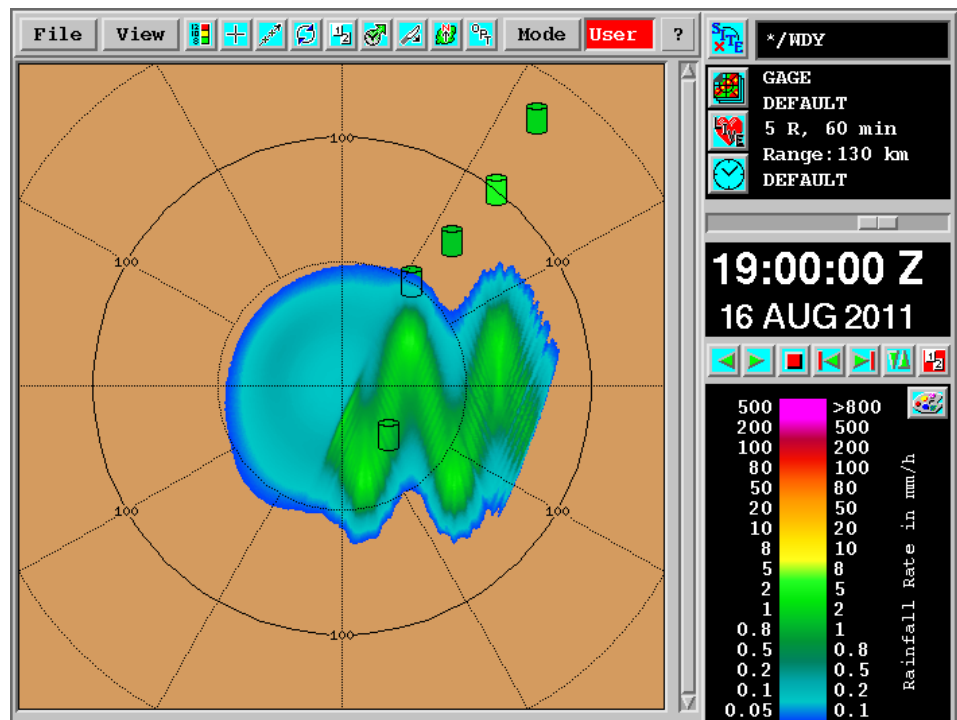 File View Mode User ?
SITE
*/WDY
GAGE
DEFAULT
5 R, 60 min
Range:130 km
DEFAULT
LIVE
19:00:00 Z
16 AUG 2011
100
100
100
100
100
100
500 >800
200 500
100 200
80 100
50 80
20 50
10 20
8 10
5 8
2 5
1 2
0.8 1
0.5 0.8
0.2 0.5
0.1 0.2
0.05 0.1
Rainfall Rate in mm/h